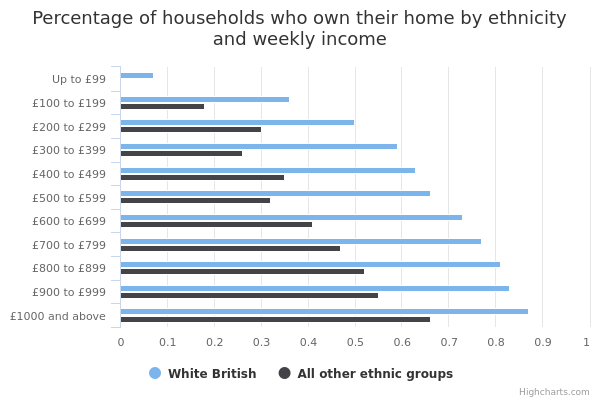 Percentage of households who own their home by ethnicity
and weekly income
Up to £99
£100 to £199
£200 to £299
£300 to £399
£400 to £499
£500 to £599
£600 to £699
£700 to £799
£800 to £899
£900 to £999
£1000 and above
0 0.1 0.2 0.3 0.4 0.5 0.6 0.7 0.8 0.9 1
White British All other ethnic groups
Highcharts.com